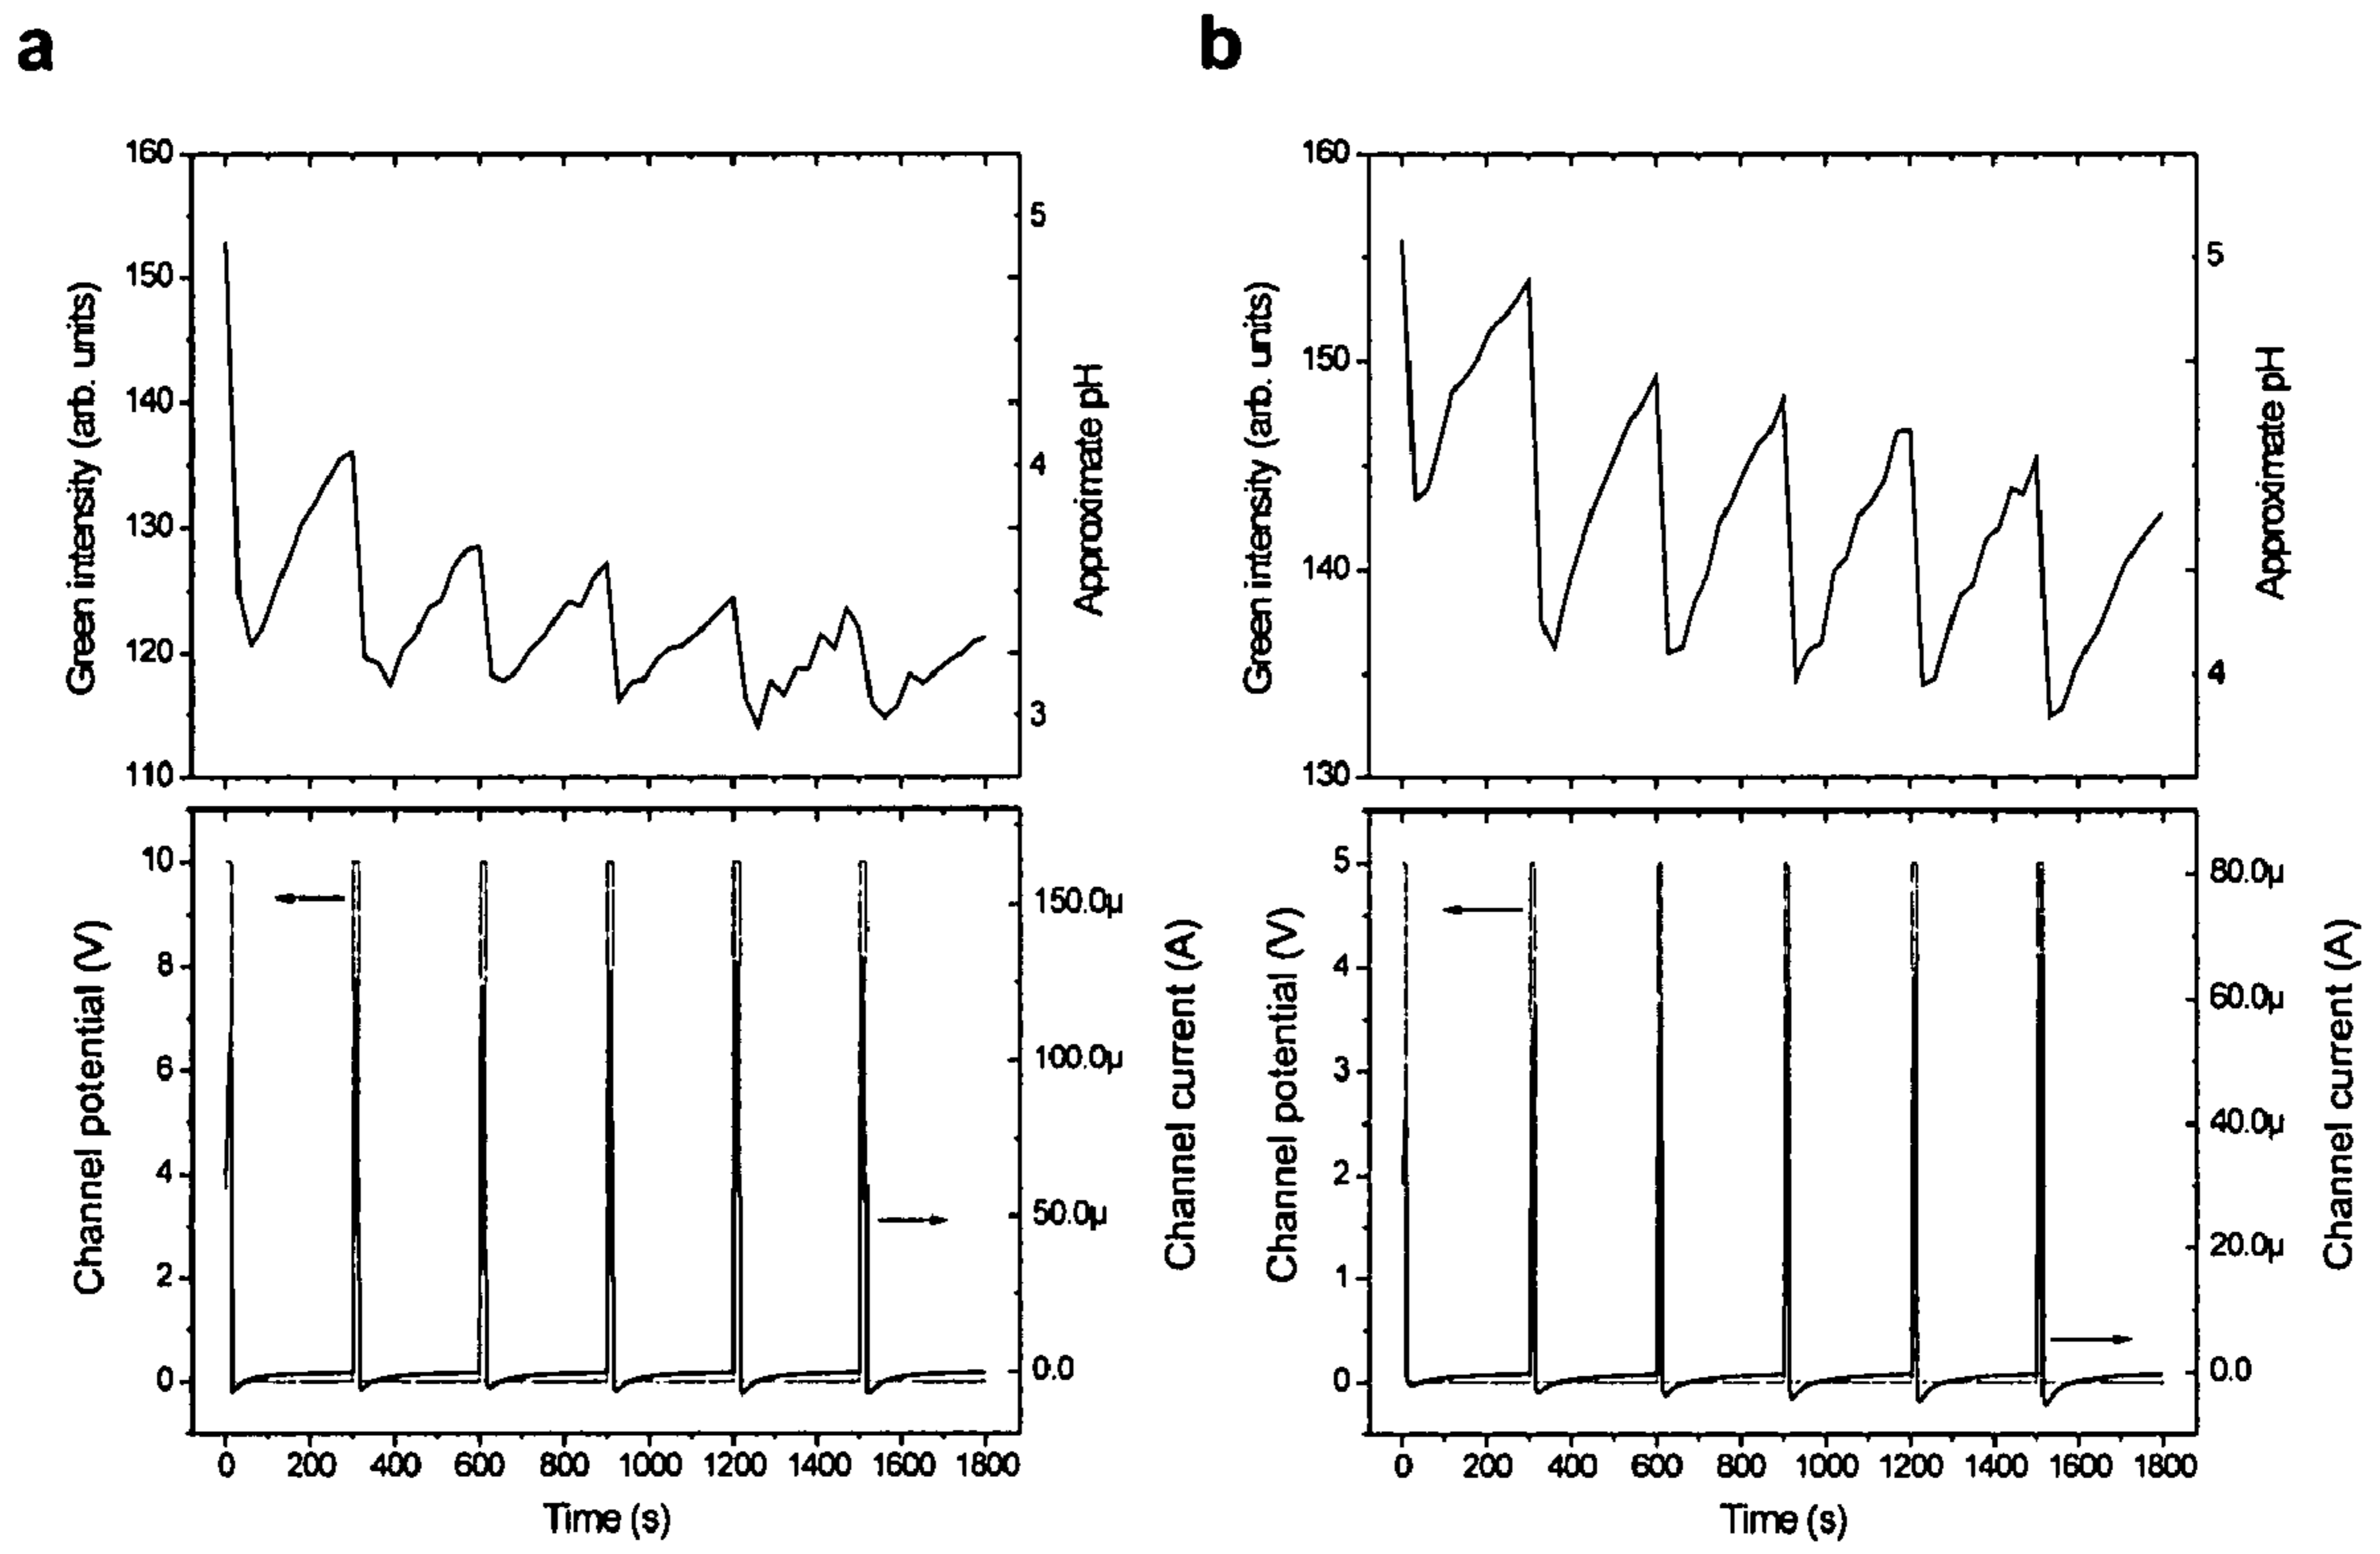 a
b
160
150
140
130
120
110
Green intensity (arb. units)
5
4
3
Approximate pH
160
150
140
130
Green intensity (arb. units)
5
4
Approximate pH
10
8
6
4
2
0
Channel potential (V)
150.0µ
100.0µ
50.0µ
0.0
Channel current (A)
0 200 400 600 800 1000 1200 1400 1600 1800
Time (s)
5
4
3
2
1
0
Channel potential (V)
80.0µ
60.0µ
40.0µ
20.0µ
0.0
Channel current (A)
0 200 400 600 800 1000 1200 1400 1600 1800
Time (s)